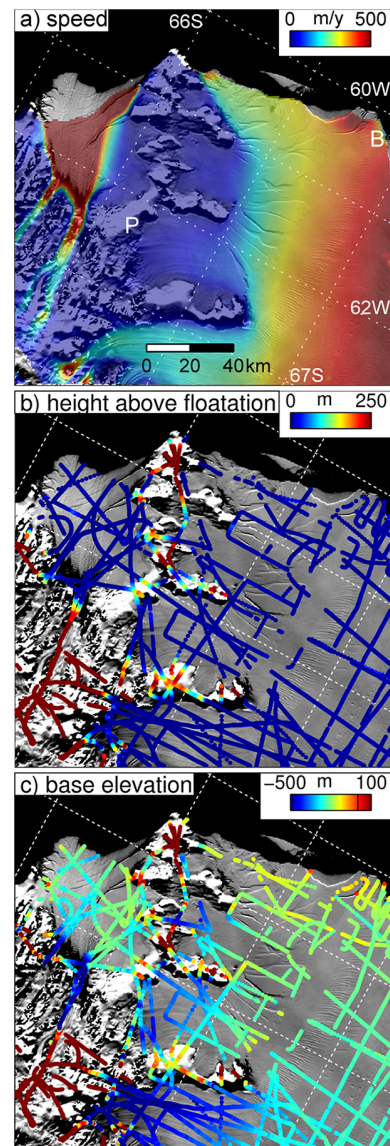 a) speed
0 m/y 500
66S
60W
B
P
62W
0 20 40km
67S
b) height above floatation
0 m 250
c) base elevation
−500 m 100